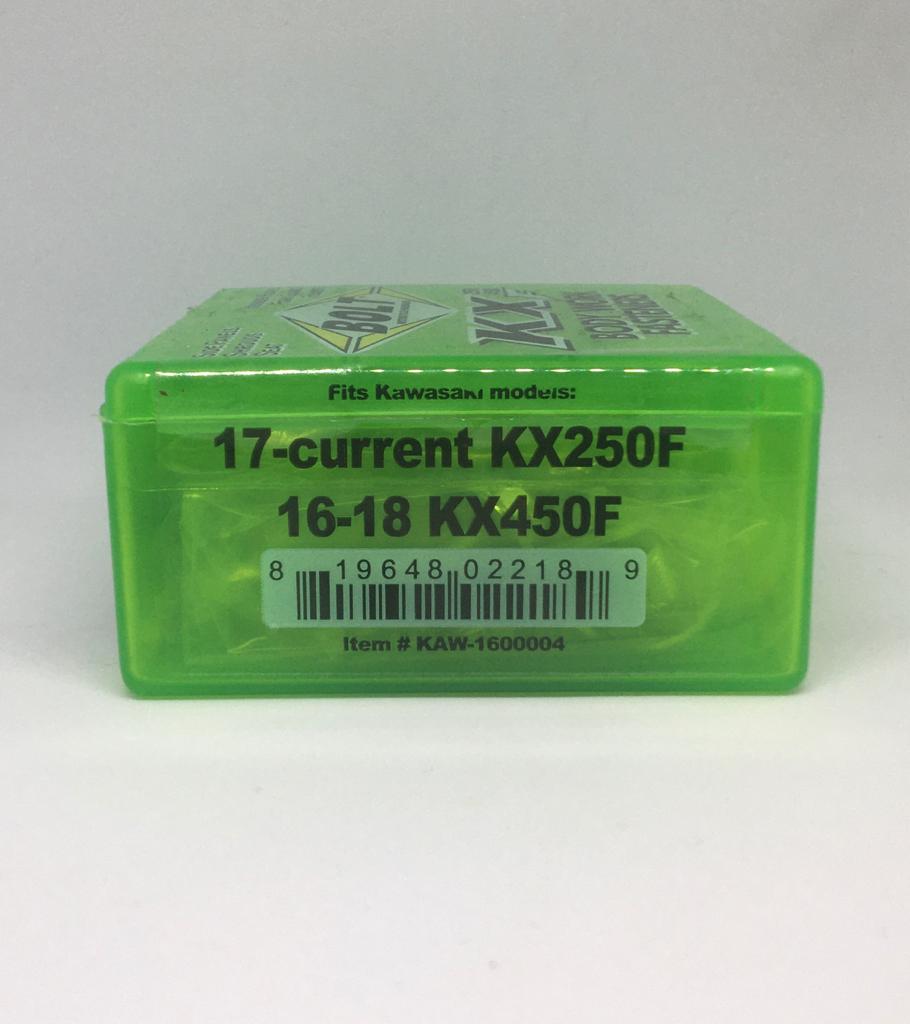 BOLT
KX
BODY WORK
FASTENERS
Fits Kawasaki models:
17-current KX250F
16-18 KX450F
8 19648 02218 9
Item # KAW-1600004